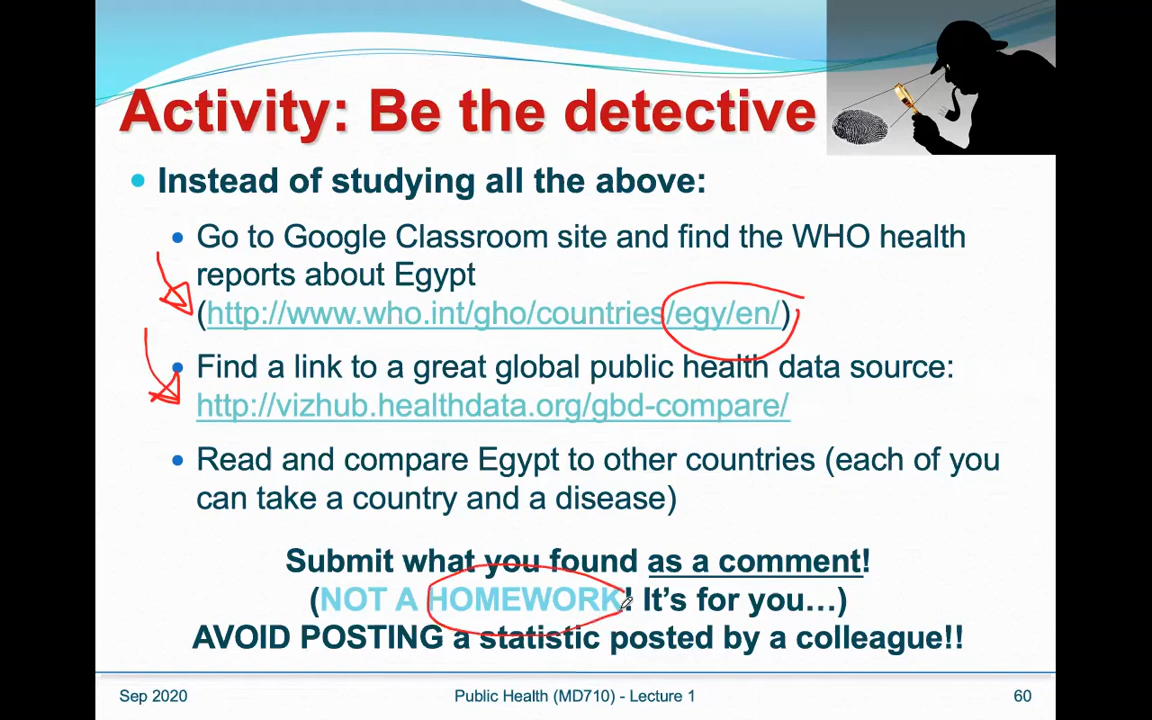 Activity: Be the detective
• Instead of studying all the above:
• Go to Google Classroom site and find the WHO health
reports about Egypt
(http://www.who.int/gho/countries/egy/en/)
• Find a link to a great global public health data source:
http://vizhub.healthdata.org/gbd-compare/
• Read and compare Egypt to other countries (each of you
can take a country and a disease)
Submit what you found as a comment!
(NOT A HOMEWORK! It's for you...)
AVOID POSTING a statistic posted by a colleague!!
Sep 2020
Public Health (MD710) - Lecture 1
60